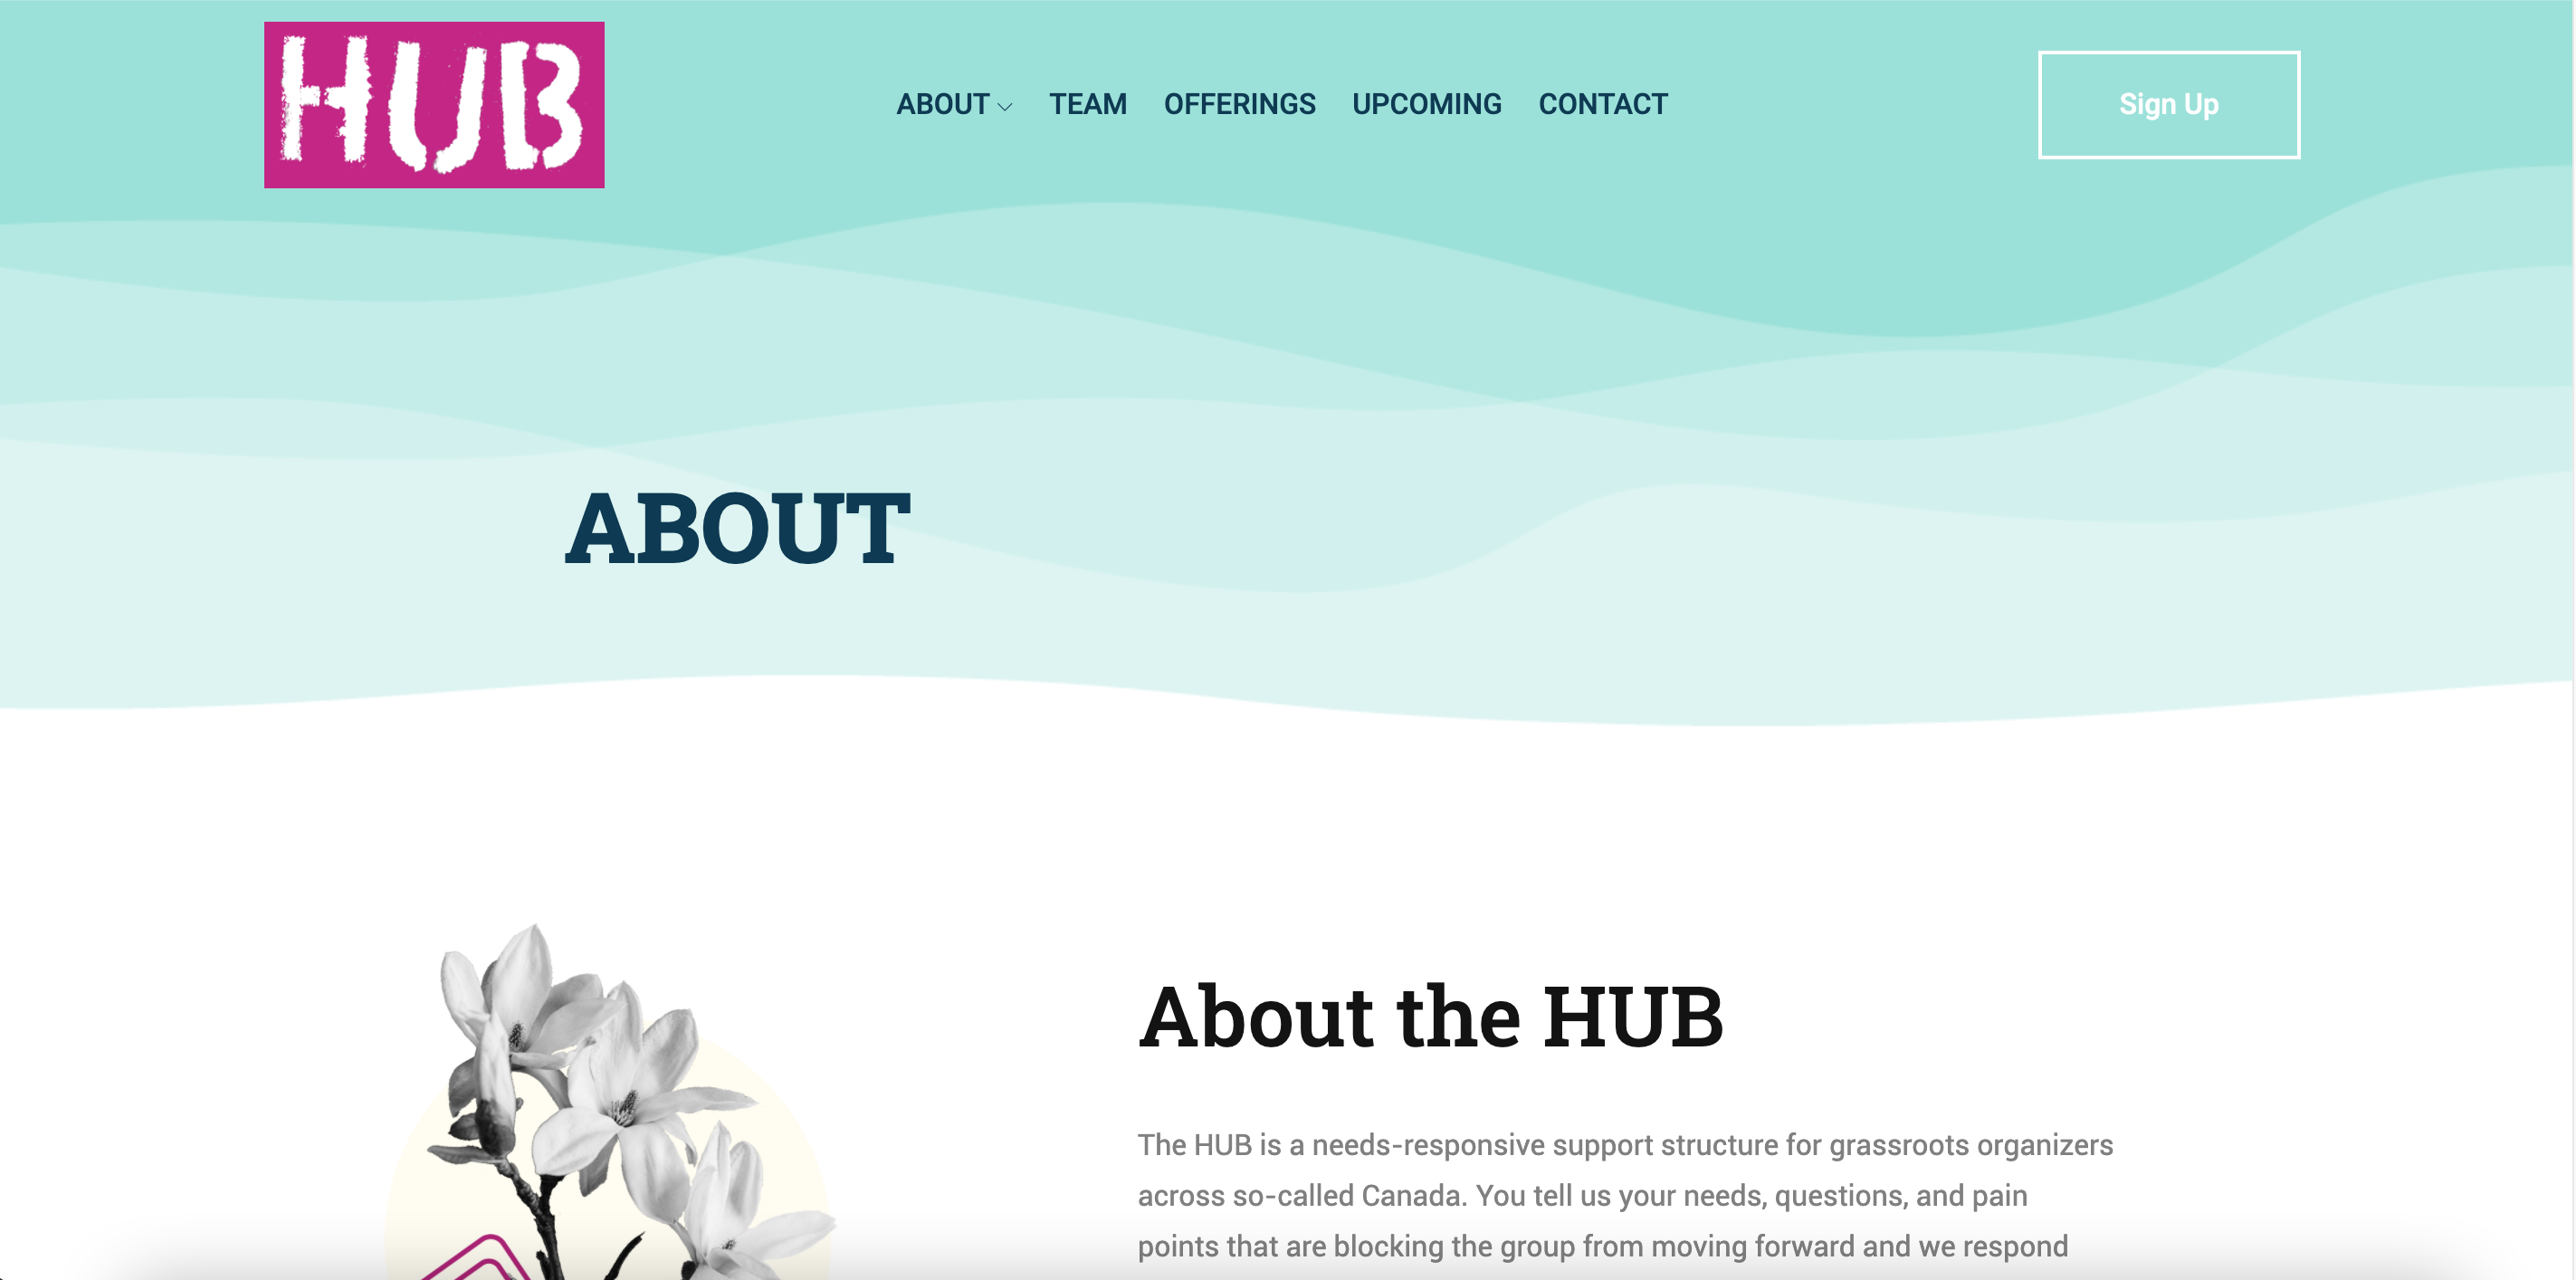 HUB
ABOUT
TEAM
OFFERINGS
UPCOMING
CONTACT
Sign Up
ABOUT
About the HUB
The HUB is a needs-responsive support structure for grassroots organizers
across so-called Canada. You tell us your needs, questions, and pain
points that are blocking the group from moving forward and we respond